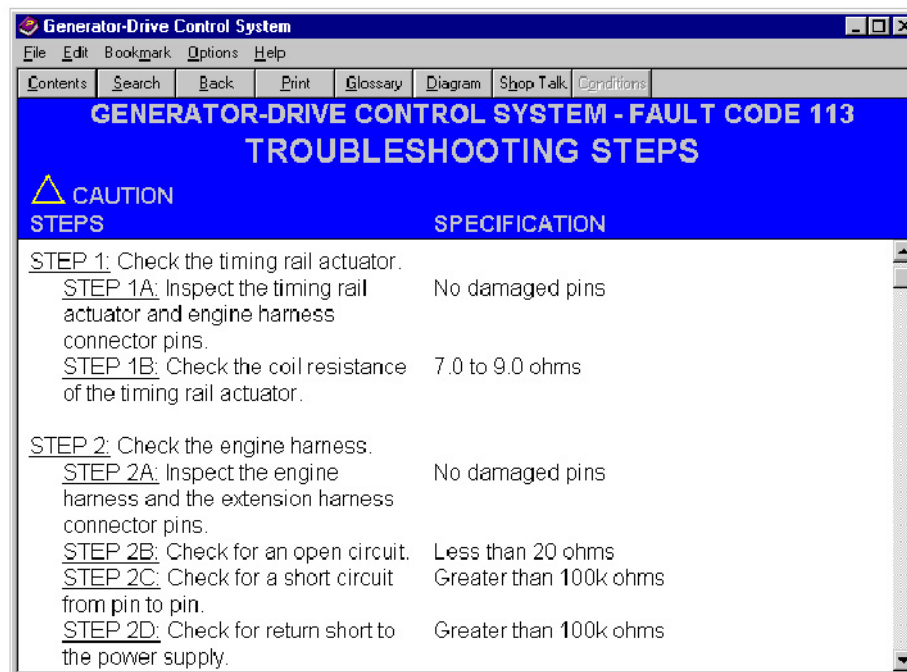 Generator-Drive Control System
File Edit Bookmark Options Help
Contents Search Back Print Glossary Diagram Shop Talk Conditions
GENERATOR-DRIVE CONTROL SYSTEM - FAULT CODE 113
TROUBLESHOOTING STEPS
CAUTION
STEPS SPECIFICATION
STEP 1: Check the timing rail actuator.
STEP 1A: Inspect the timing rail No damaged pins
actuator and engine harness
connector pins.
STEP 1B: Check the coil resistance 7.0 to 9.0 ohms
of the timing rail actuator.
STEP 2: Check the engine harness.
STEP 2A: Inspect the engine No damaged pins
harness and the extension harness
connector pins.
STEP 2B: Check for an open circuit. Less than 20 ohms
STEP 2C: Check for a short circuit Greater than 100k ohms
from pin to pin.
STEP 2D: Check for return short to Greater than 100k ohms
the power supply.